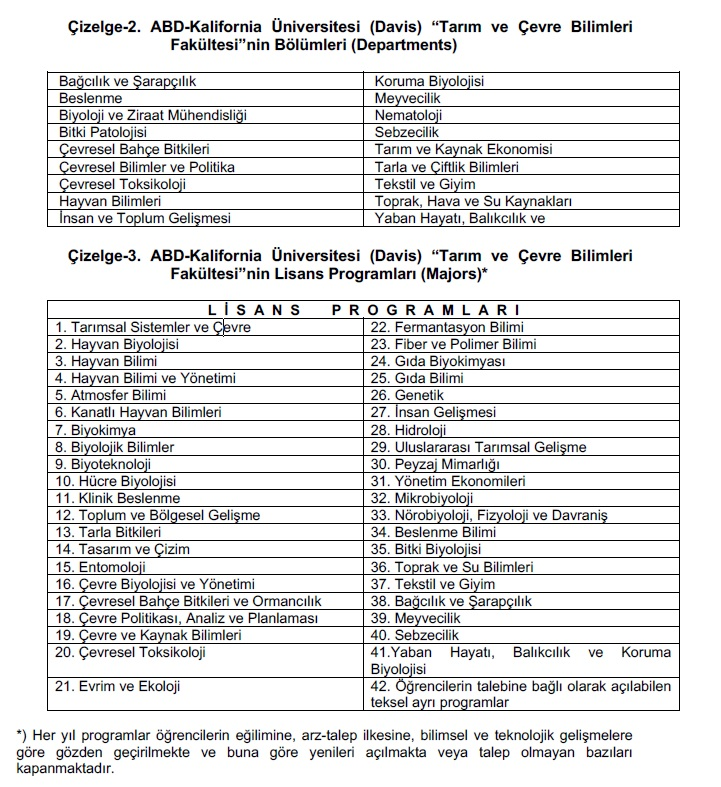 Çizelge-2. ABD-Kalifornia Üniversitesi (Davis) “Tarım ve Çevre Bilimleri
Fakültesi”nin Bölümleri (Departments)
Bağcılık ve Şarapçılık
Koruma Biyolojisi
Beslenme
Meyvecilik
Biyoloji ve Ziraat Mühendisliği
Nematoloji
Bitki Patolojisi
Sebzecilik
Çevresel Bahçe Bitkileri
Tarım ve Kaynak Ekonomisi
Çevresel Bilimler ve Politika
Tarla ve Çiftlik Bilimleri
Çevresel Toksikoloji
Tekstil ve Giyim
Hayvan Bilimleri
Toprak, Hava ve Su Kaynakları
İnsan ve Toplum Gelişmesi
Yaban Hayatı, Balıkcılık ve
Çizelge-3. ABD-Kalifornia Üniversitesi (Davis) “Tarım ve Çevre Bilimleri
Fakültesi”nin Lisans Programları (Majors)*
L İ S A N S P R O G R A M L A R I
1. Tarımsal Sistemler ve Çevre
22. Fermantasyon Bilimi
2. Hayvan Biyolojisi
23. Fiber ve Polimer Bilimi
3. Hayvan Bilimi
24. Gıda Biyokimyası
4. Hayvan Bilimi ve Yönetimi
25. Gıda Bilimi
5. Atmosfer Bilimi
26. Genetik
6. Kanatlı Hayvan Bilimleri
27. İnsan Gelişmesi
7. Biyokimya
28. Hidroloji
8. Biyolojik Bilimler
29. Uluslararası Tarımsal Gelişme
9. Biyoteknoloji
30. Peyzaj Mimarlığı
10. Hücre Biyolojisi
31. Yönetim Ekonomileri
11. Klinik Beslenme
32. Mikrobiyoloji
12. Toplum ve Bölgesel Gelişme
33. Nörobiyoloji, Fizyoloji ve Davraniş
13. Tarla Bitkileri
34. Beslenme Bilimi
14. Tasarım ve Çizim
35. Bitki Biyolojisi
15. Entomoloji
36. Toprak ve Su Bilimleri
16. Çevre Biyolojisi ve Yönetimi
37. Tekstil ve Giyim
17. Çevresel Bahçe Bitkileri ve Ormancılık
38. Bağcılık ve Şarapçılık
18. Çevre Politikası, Analiz ve Planlaması
39. Meyvecilik
19. Çevre ve Kaynak Bilimleri
40. Sebzecilik
20. Çevresel Toksikoloji
41.Yaban Hayatı, Balıkcılık ve Koruma
Biyolojisi
21. Evrim ve Ekoloji
42. Öğrencilerin talebine bağlı olarak açılabilen
teksel ayrı programlar
*) Her yıl programlar öğrencilerin eğilimine, arz-talep ilkesine, bilimsel ve teknolojik gelişmelere
göre gözden geçirilmekte ve buna göre yenileri açılmakta veya talep olmayan bazıları
kapanmaktadır.